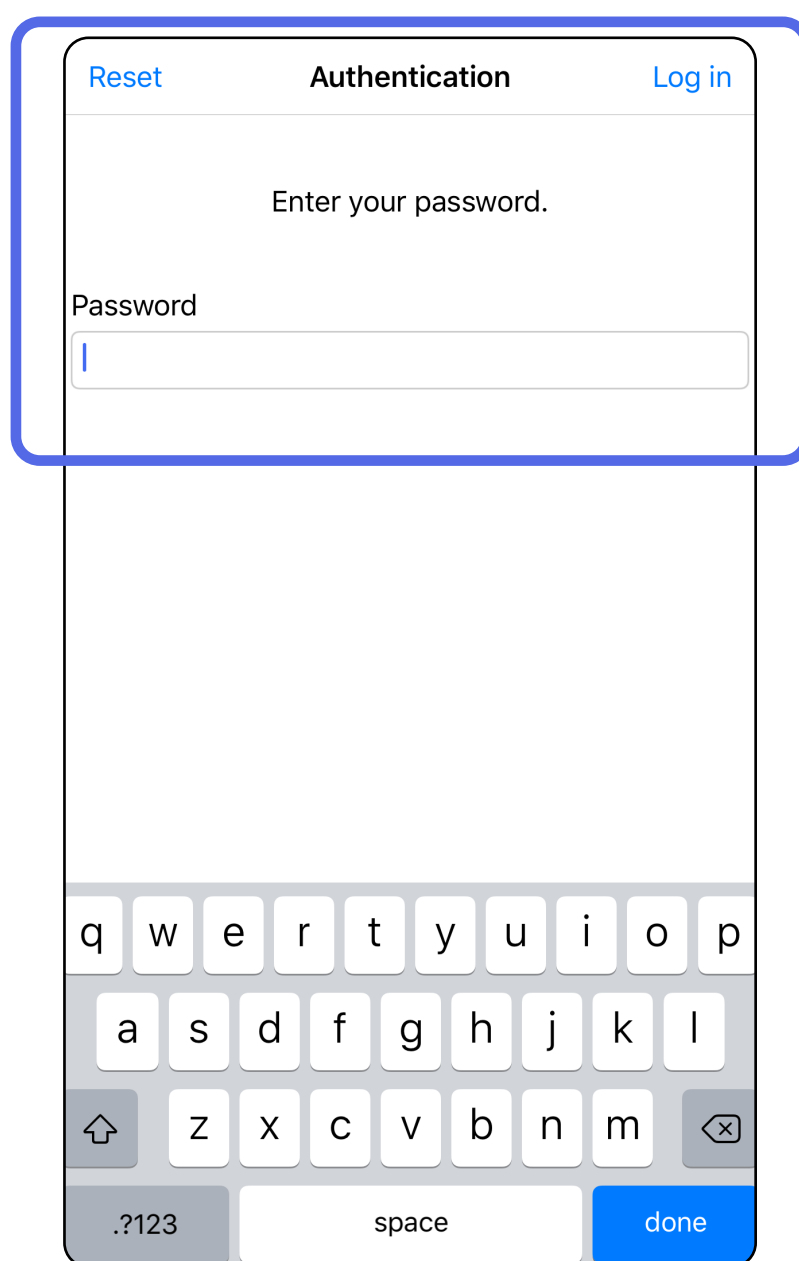 Reset Authentication Log in
Enter your password.
Password
q w e r t y u i o p
a s d f g h j k l
z x c v b n m
.?123 space done